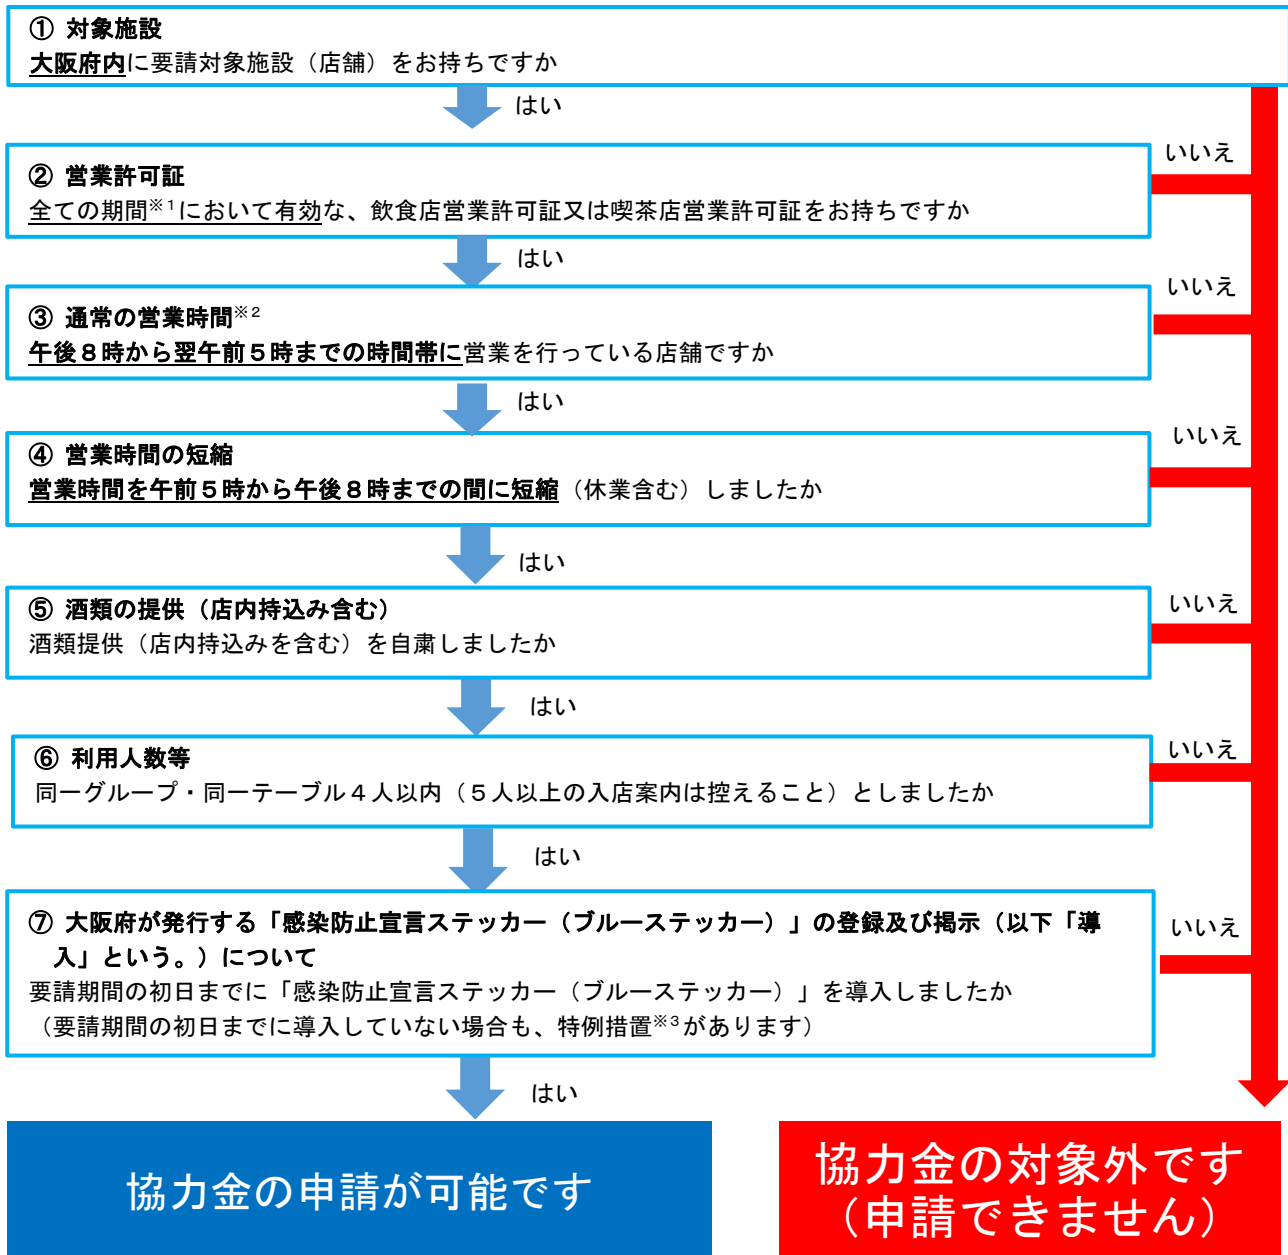 ① 対象施設
大阪府内に要請対象施設（店舗）をお持ちですか
はい
いいえ
② 営業許可証
全ての期間※1において有効な、飲食店営業許可証又は喫茶店営業許可証をお持ちですか
はい
いいえ
③ 通常の営業時間※2
午後８時から翌午前５時までの時間帯に営業を行っている店舗ですか
はい
いいえ
④ 営業時間の短縮
営業時間を午前５時から午後８時までの間に短縮（休業含む）しましたか
はい
いいえ
⑤ 酒類の提供（店内持込み含む）
酒類提供（店内持込みを含む）を自粛しましたか
はい
いいえ
⑥ 利用人数等
同一グループ・同一テーブル４人以内（５人以上の入店案内は控えること）としましたか
はい
いいえ
⑦ 大阪府が発行する「感染防止宣言ステッカー（ブルーステッカー）」の登録及び掲示（以下「導
入」という。）について
要請期間の初日までに「感染防止宣言ステッカー（ブルーステッカー）」を導入しましたか
（要請期間の初日までに導入していない場合も、特例措置※3があります）
はい
協力金の申請が可能です
協力金の対象外です
（申請できません）